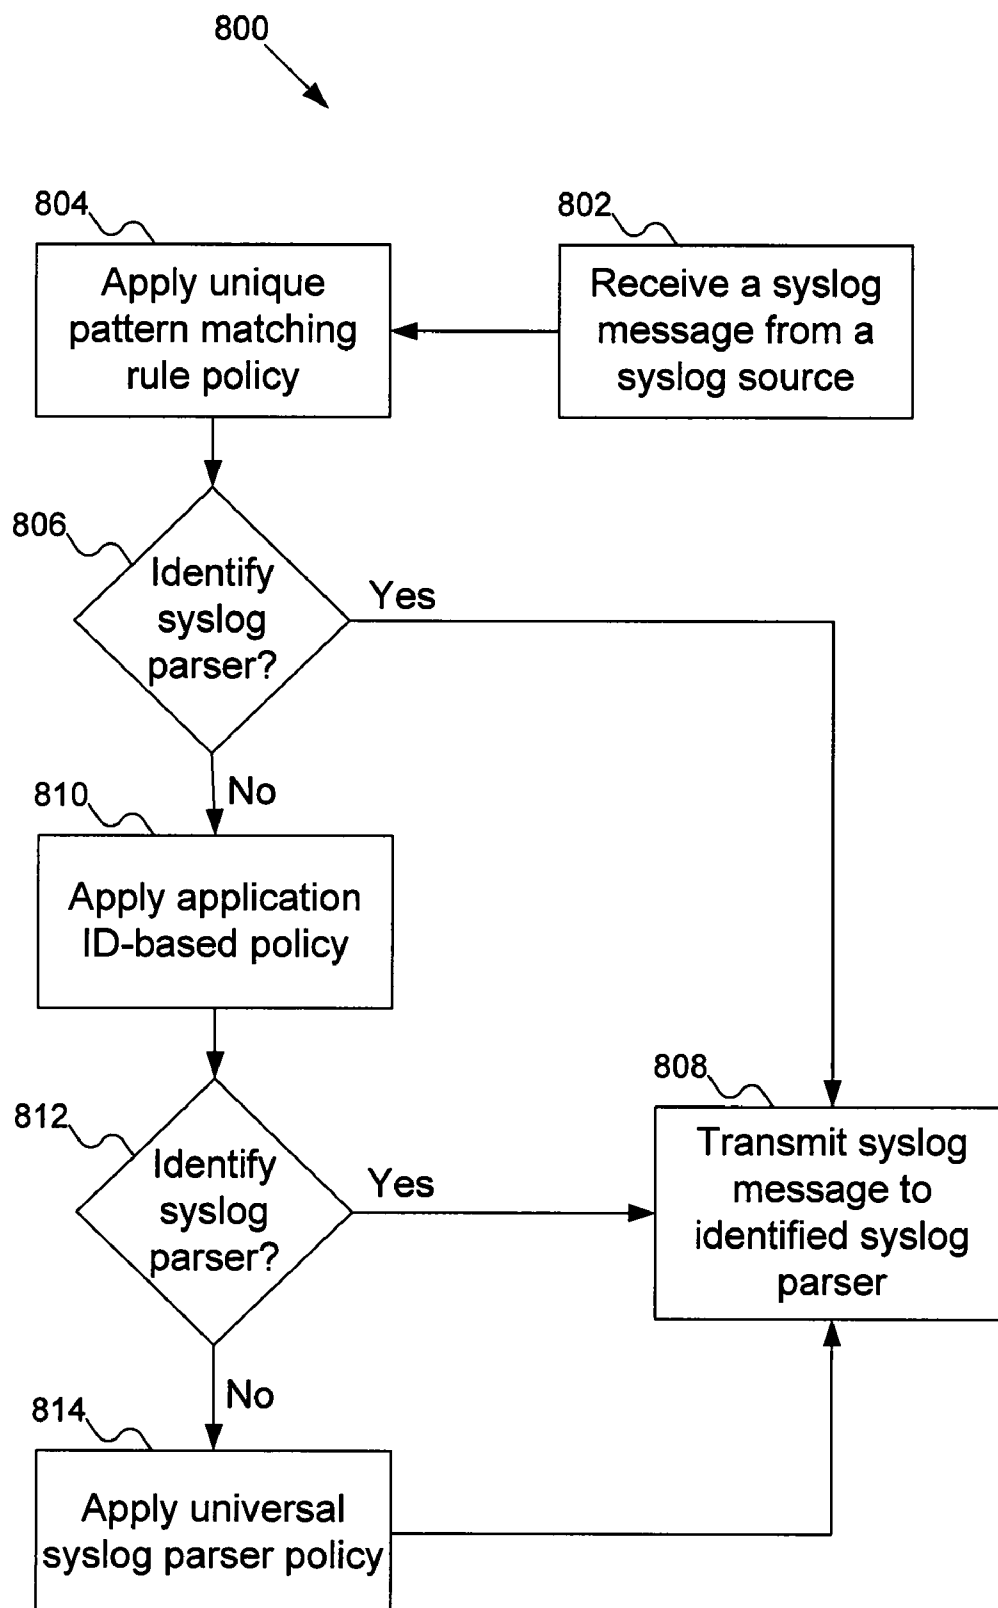 800
804
802
Apply unique
pattern matching
rule policy
Receive a syslog
message from a
syslog source
806
Identify
syslog
parser?
Yes
No
810
Apply application
ID-based policy
808
812
Identify
syslog
parser?
Yes
Transmit syslog
message to
identified syslog
parser
No
814
Apply universal
syslog parser policy